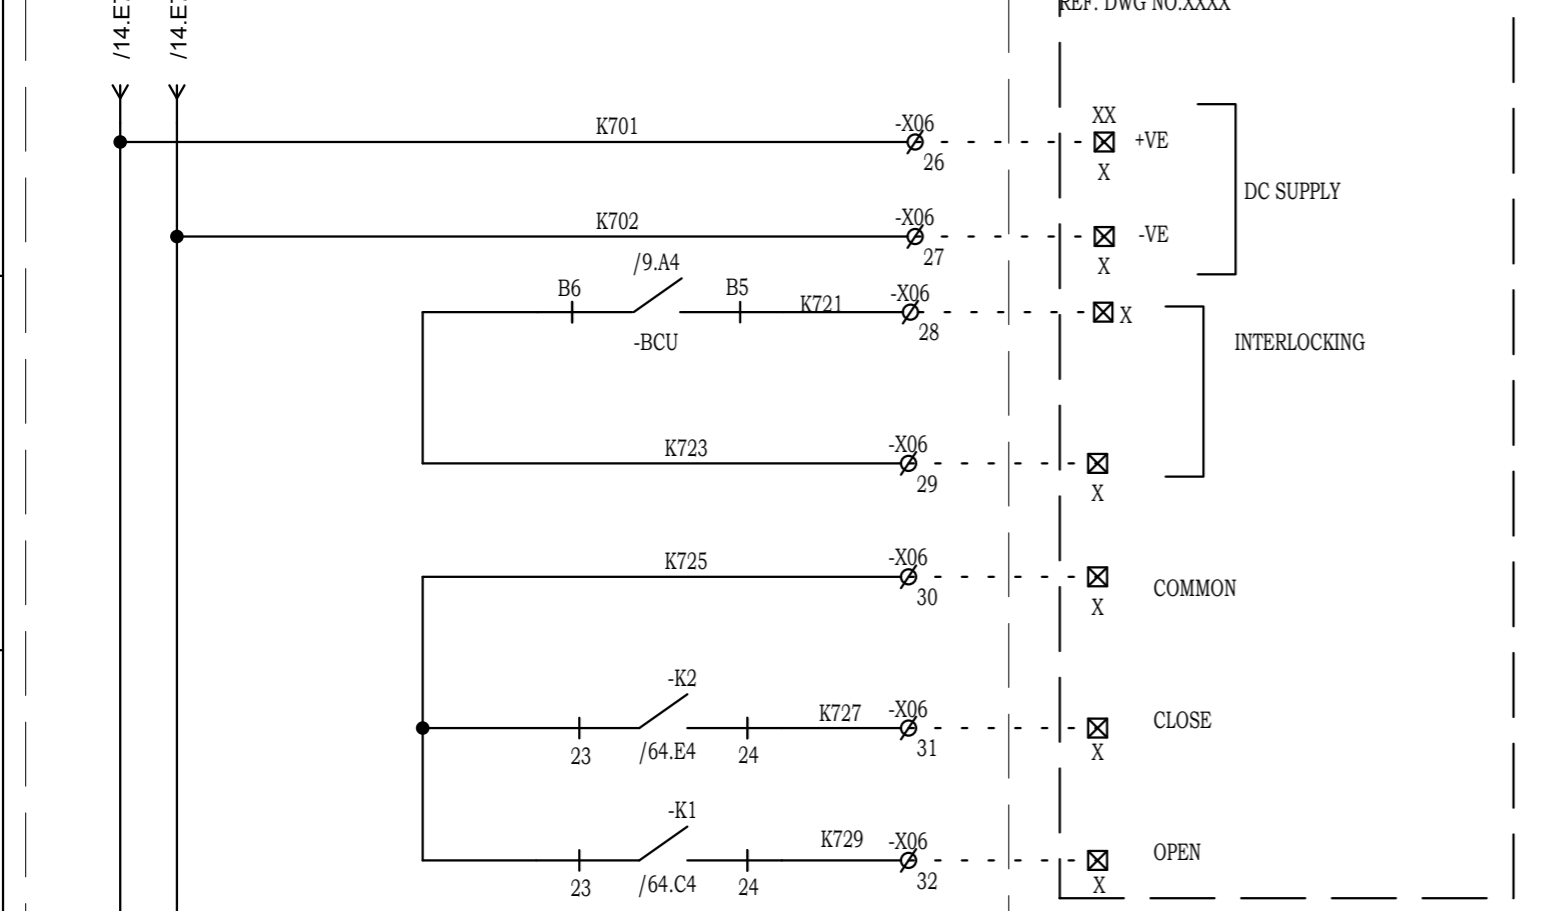 /14.E7
/14.E7
REF. DWG NO.XXXX
K701
-X06
26
XX
+VE
X
DC SUPPLY
K702
-X06
27
-VE
X
/9.A4
B6
B5
K721
-X06
28
X
-BCU
INTERLOCKING
K723
-X06
29
X
K725
-X06
30
X
COMMON
-K2
K727
-X06
CLOSE
23
/64.E4
24
31
X
-K1
K729
-X06
OPEN
23
/64.C4
24
32
X